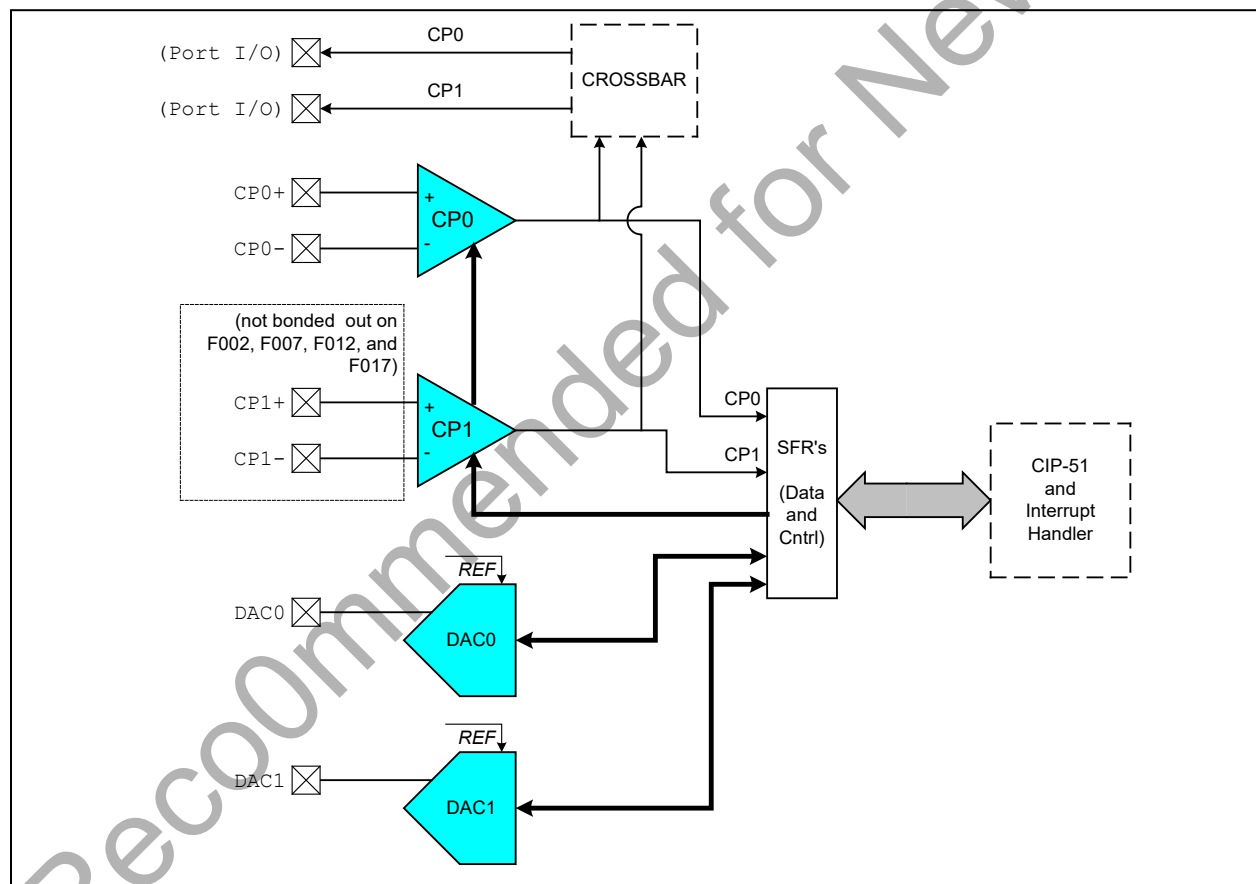 (Port I/O)
CP0
CROSSBAR
(Port I/O)
CP1
CP0+
+
CP0
CP0-
-
(not bonded out on
F002, F007, F012, and
F017)
CP1+
+
CP1
CP1-
-
CP0
CP1
SFR's
(Data
and
Cntrl)
CIP-51
and
Interrupt
Handler
REF
DAC0
DAC0
REF
DAC1
DAC1
Reco0mmended for New